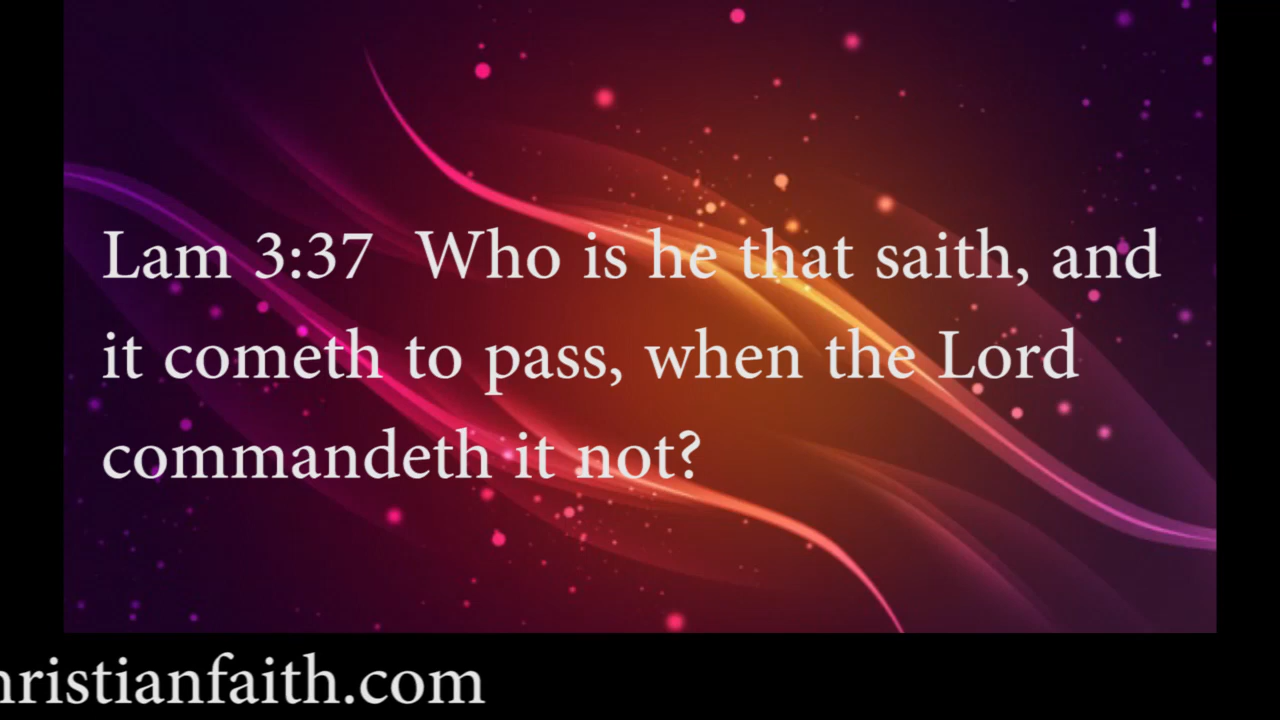 Lam 3:37 Who is he that saith, and
it cometh to pass, when the Lord
commandeth it not?
hristianfaith.com